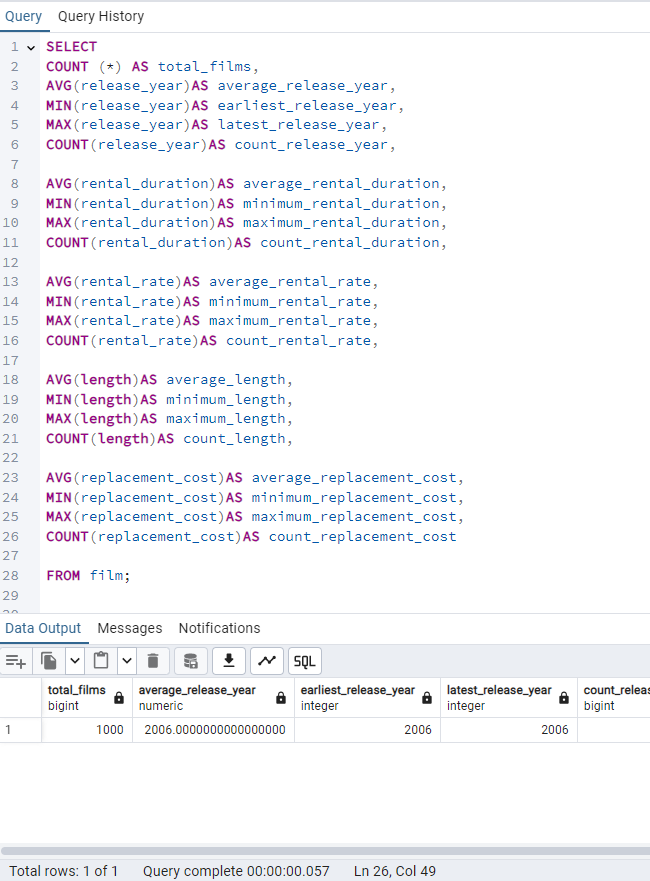 Query Query History
1 SELECT
2 COUNT (*) AS total_films,
3 AVG(release_year)AS average_release_year,
4 MIN(release_year)AS earliest_release_year,
5 MAX(release_year)AS latest_release_year,
6 COUNT(release_year)AS count_release_year,
7
8 AVG(rental_duration)AS average_rental_duration,
9 MIN(rental_duration)AS minimum_rental_duration,
10 MAX(rental_duration)AS maximum_rental_duration,
11 COUNT(rental_duration)AS count_rental_duration,
12
13 AVG(rental_rate)AS average_rental_rate,
14 MIN(rental_rate)AS minimum_rental_rate,
15 MAX(rental_rate)AS maximum_rental_rate,
16 COUNT(rental_rate)AS count_rental_rate,
17
18 AVG(length)AS average_length,
19 MIN(length)AS minimum_length,
20 MAX(length)AS maximum_length,
21 COUNT(length)AS count_length,
22
23 AVG(replacement_cost)AS average_replacement_cost,
24 MIN(replacement_cost)AS minimum_replacement_cost,
25 MAX(replacement_cost)AS maximum_replacement_cost,
26 COUNT(replacement_cost)AS count_replacement_cost
27
28 FROM film;
29
Data Output Messages Notifications
SQL
total_films average_release_year earliest_release_year latest_release_year count_releas
bigint numeric integer integer bigint
1 1000 2006.0000000000000000 2006 2006
Total rows: 1 of 1 Query complete 00:00:00.057 Ln 26, Col 49